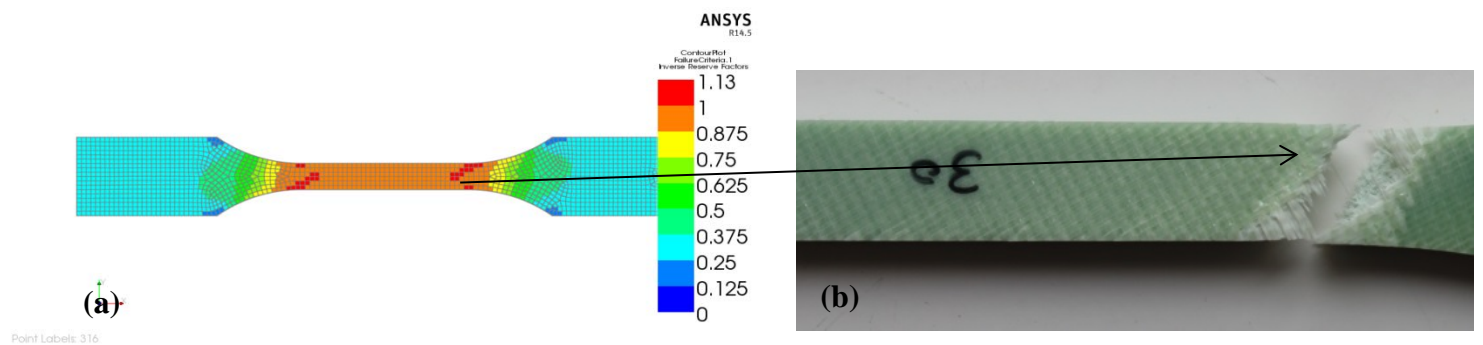 ANSYS
R14.5
ContourPlot
FailureCriteria.1
Inverse Reserve Factors
1.13
1
0.875
0.75
0.625
0.5
0.375
0.25
0.125
0
(a)
Point Labels: 316
(b)